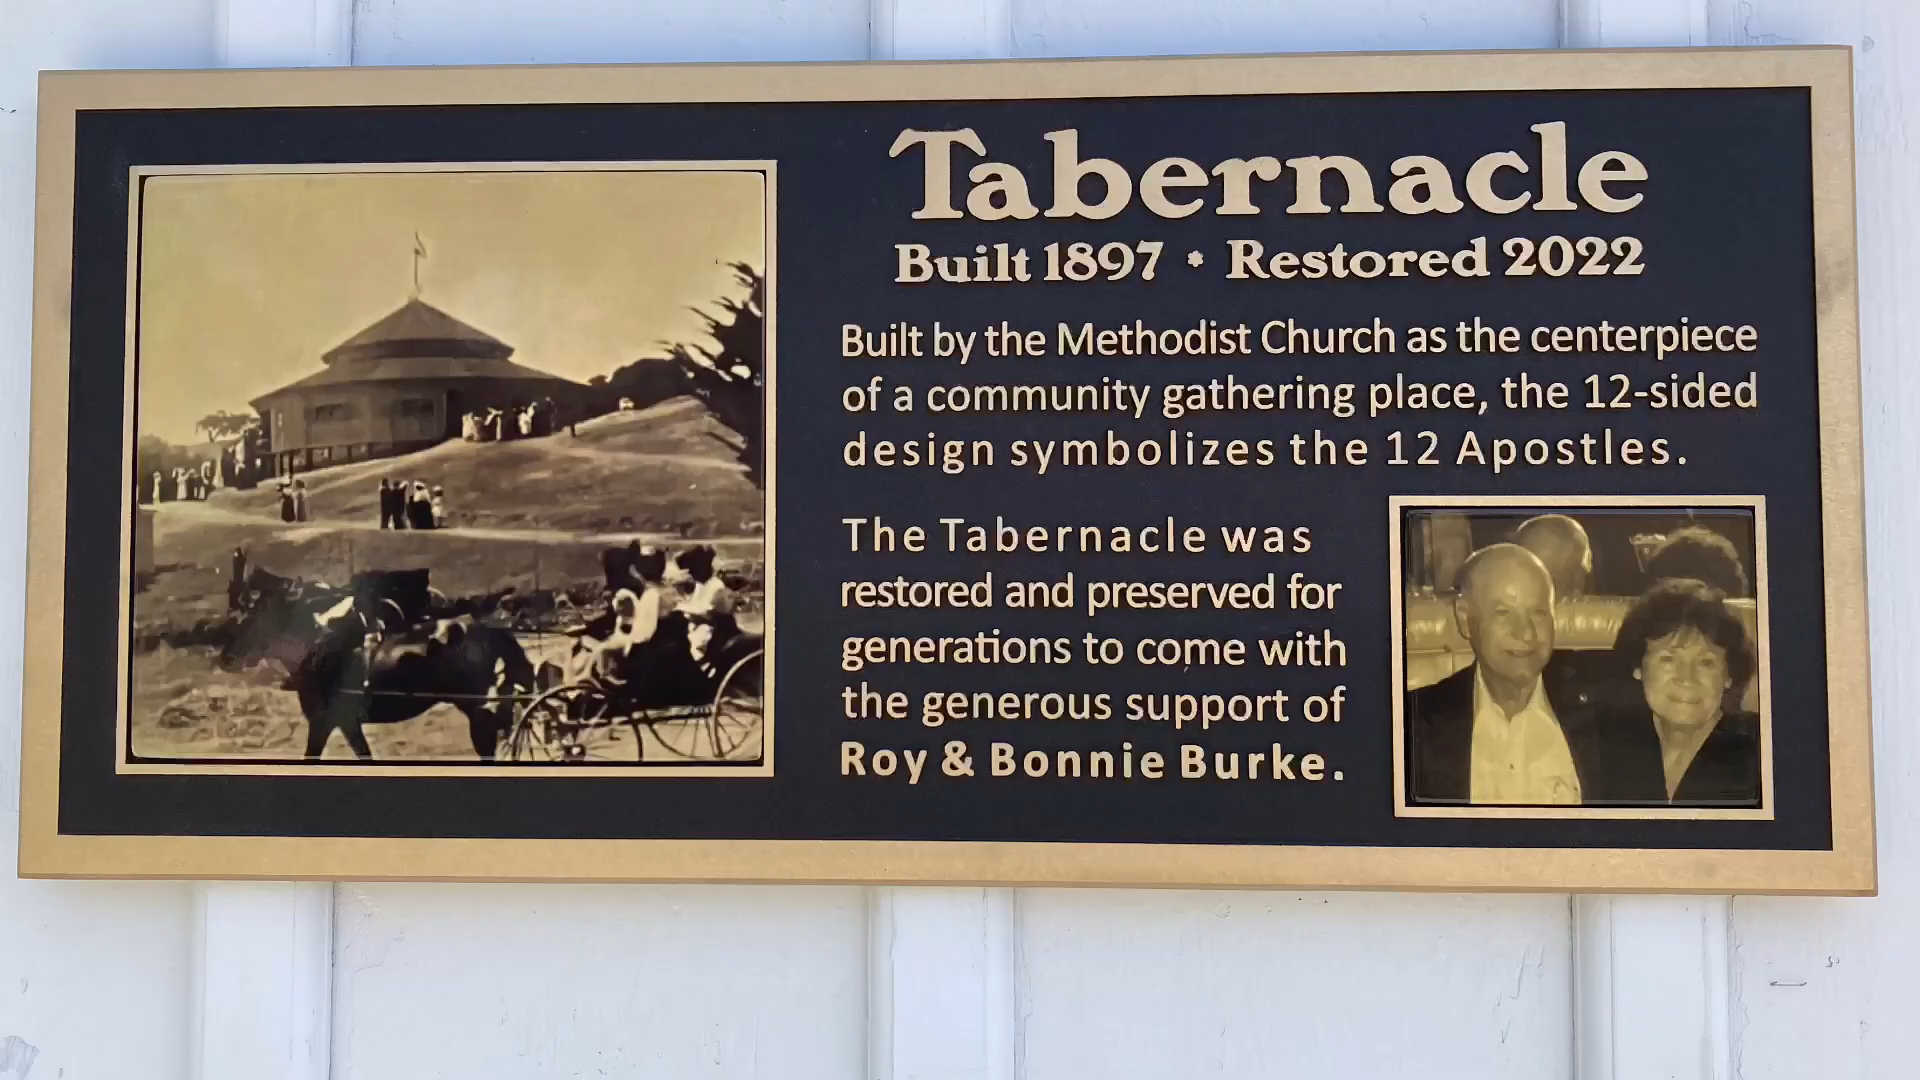 Tabernacle
Built 1897 • Restored 2022
Built by the Methodist Church as the centerpiece
of a community gathering place, the 12-sided
design symbolizes the 12 Apostles.
The Tabernacle was
restored and preserved for
generations to come with
the generous support of
Roy & Bonnie Burke.